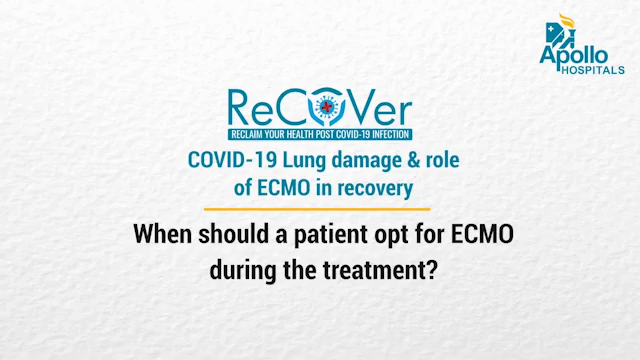 Apollo
HOSPITALS
ReCOVer
RECLAIM YOUR HEALTH POST COVID-19 INFECTION
COVID-19 Lung damage & role
of ECMO in recovery
When should a patient opt for ECMO
during the treatment?